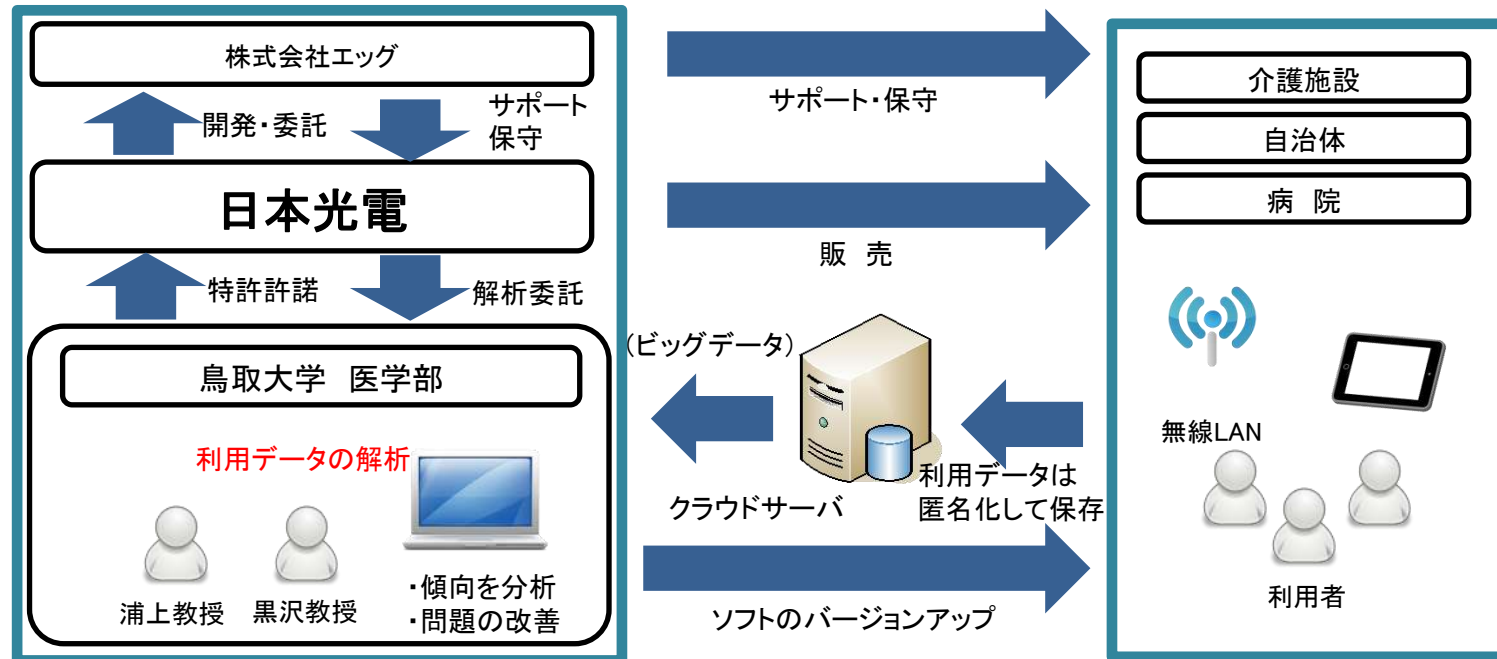 株式会社エッグ
開発・委託
サポート
保守
日本光電
特許許諾
解析委託
鳥取大学　医学部
利用データの解析
浦上教授
黒沢教授
・傾向を分析
・問題の改善
サポート・保守
販　売
(ビッグデータ)
クラウドサーバ
利用データは
匿名化して保存
ソフトのバージョンアップ
介護施設
自治体
病　院
無線LAN
利用者